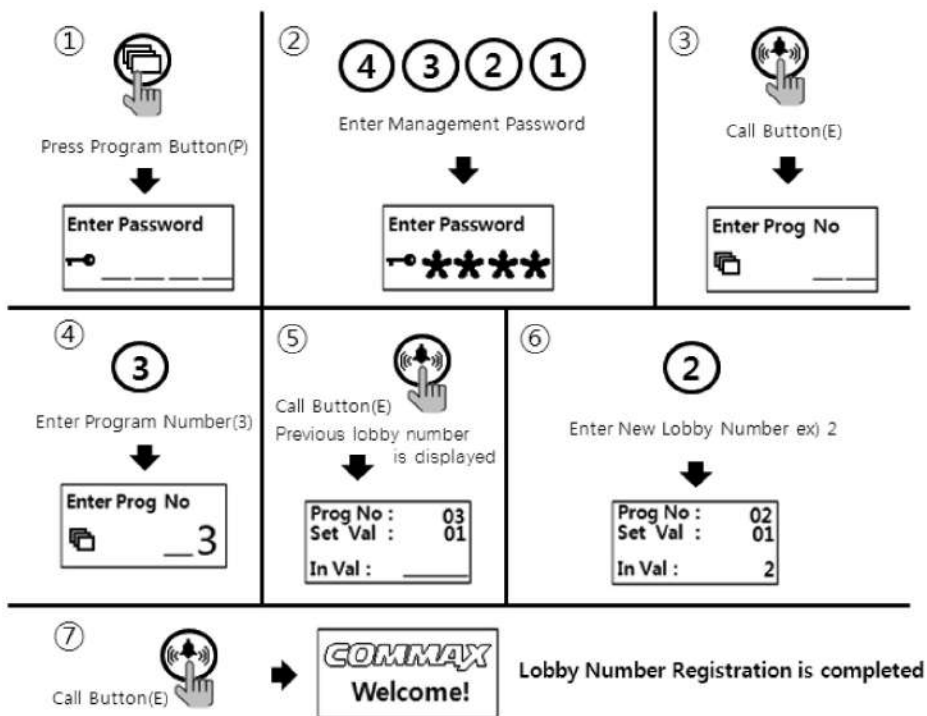 ①
Press Program Button(P)
Enter Password
_ _ _ _
②
4 3 2 1
Enter Management Password
Enter Password
****
③
Call Button(E)
Enter Prog No
_ _
④
3
Enter Program Number(3)
Enter Prog No
_3
⑤
Call Button(E)
Previous lobby number
is displayed
Prog No : 03
Set Val : 01
In Val : ____
⑥
2
Enter New Lobby Number ex) 2
Prog No : 02
Set Val : 01
In Val : 2
⑦
Call Button(E)
COMMAX
Welcome!
Lobby Number Registration is completed